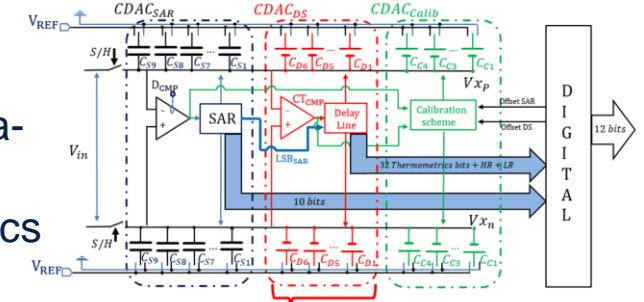 CDAC_SAR CDAC_DS CDAC_Calib
V_REF
S/H C_S9 C_S8 C_S7 ... C_S1 C_D6 C_D5 ... C_D1 C_C4 C_C3 ... C_C1
Vx_P
D_CMP CT_CMP
a-
SAR Delay Line Calibration scheme
Offset SAR
Offset DS
DIGITAL
12 bits
V_in
LSB_SAR
32 Thermometrics bits + HR + LR
10 bits
cs
S/H Vx_n
C_S9 C_S8 C_S7 ... C_S1 C_D6 C_D5 ... C_D1 C_C4 C_C3 ... C_C1
V_REF